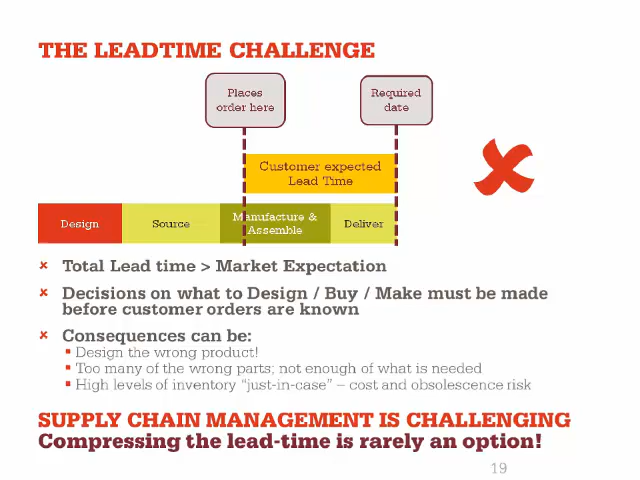 THE LEADTIME CHALLENGE
Places
order here
Required
date
Customer expected
Lead Time
Design
Source
Manufacture &
Assemble
Deliver
Total Lead time > Market Expectation
Decisions on what to Design / Buy / Make must be made
before customer orders are known
Consequences can be:
Design the wrong product!
Too many of the wrong parts; not enough of what is needed
High levels of inventory “just-in-case” – cost and obsolescence risk
SUPPLY CHAIN MANAGEMENT IS CHALLENGING
Compressing the lead-time is rarely an option!
19